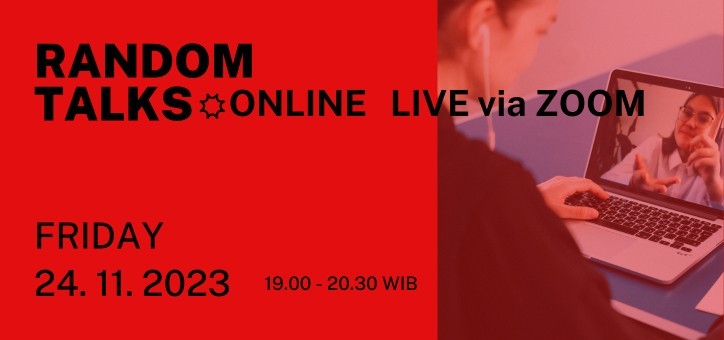 RANDOM
TALKS ONLINE LIVE via ZOOM
FRIDAY
24. 11. 2023 19.00 - 20.30 WIB